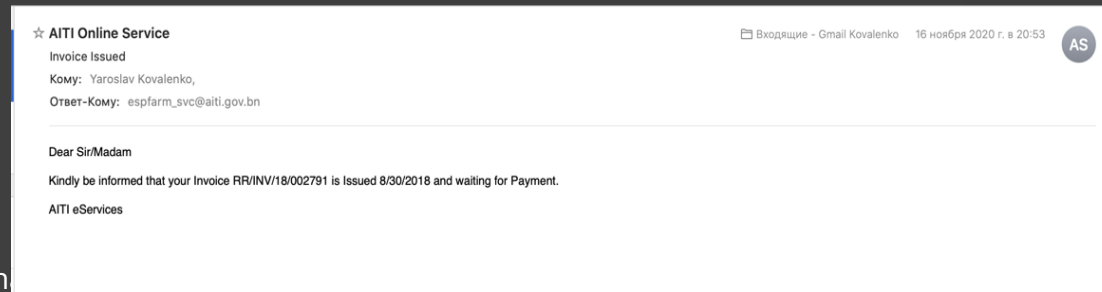 ☆ AITI Online Service
Входящие - Gmail Kovalenko 16 ноября 2020 г. в 20:53
AS
Invoice Issued
Кому: Yaroslav Kovalenko,
Ответ-Кому: espfarm_svc@aiti.gov.bn
Dear Sir/Madam
Kindly be informed that your Invoice RR/INV/18/002791 is Issued 8/30/2018 and waiting for Payment.
AITI eServices